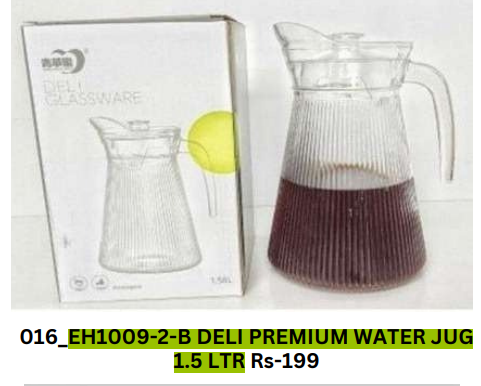 DELI
GLASSWARE
1.5L
016_EH1009-2-B DELI PREMIUM WATER JUG
1.5 LTR Rs-199